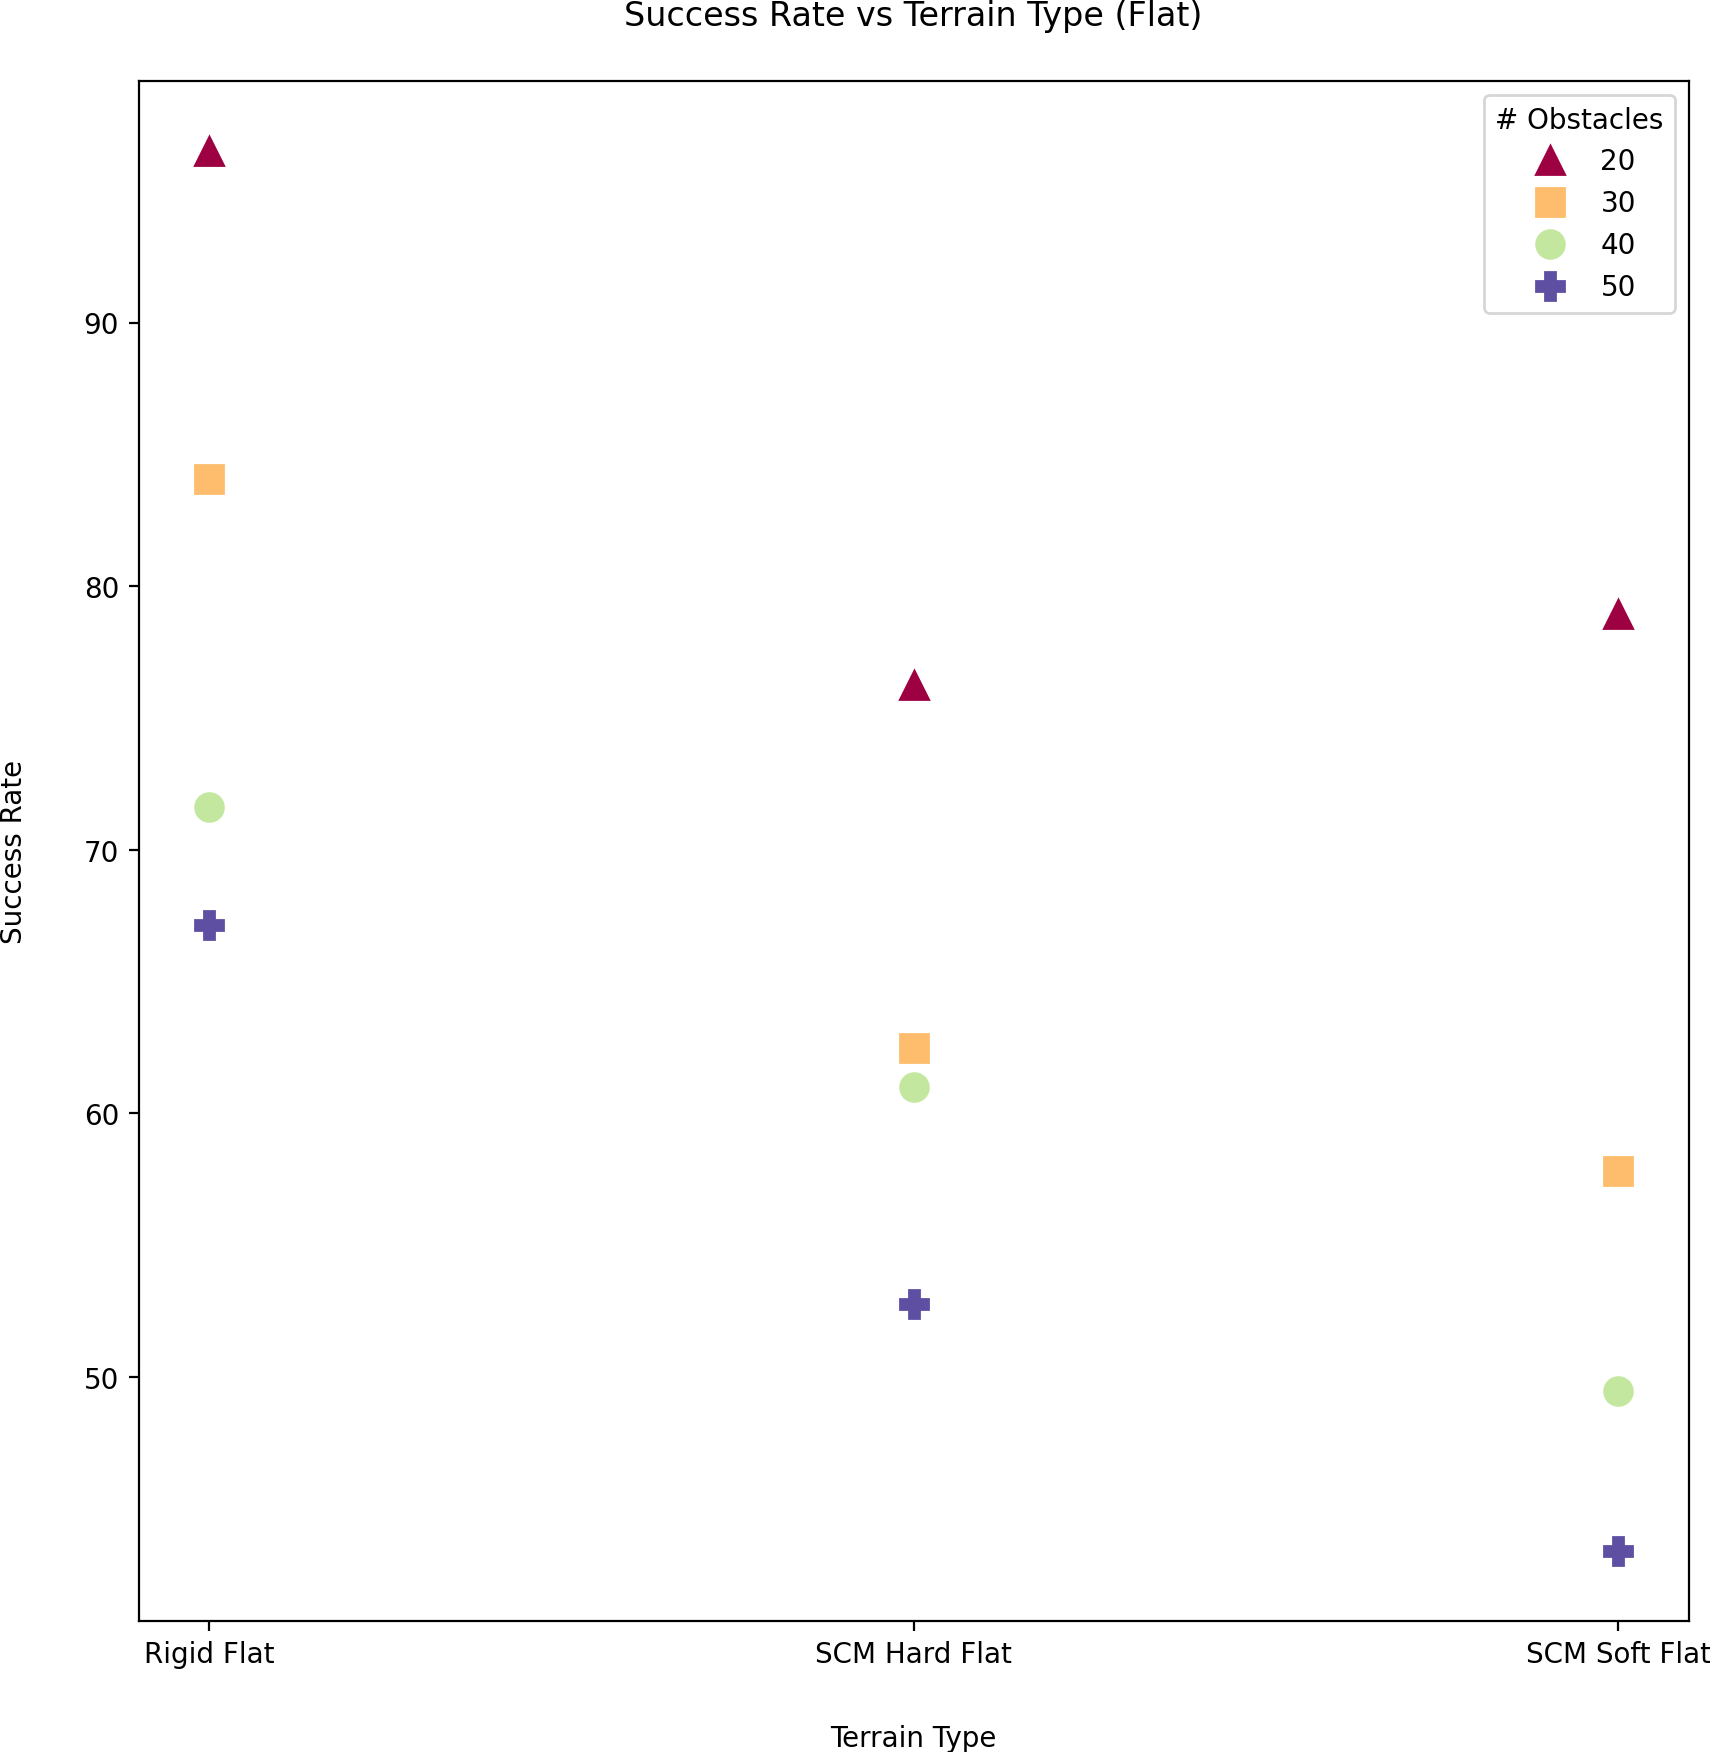 Success Rate vs Terrain Type (Flat)
# Obstacles
20
30
40
50
90
80
70
60
50
Success Rate
Rigid Flat
SCM Hard Flat
SCM Soft Flat
Terrain Type